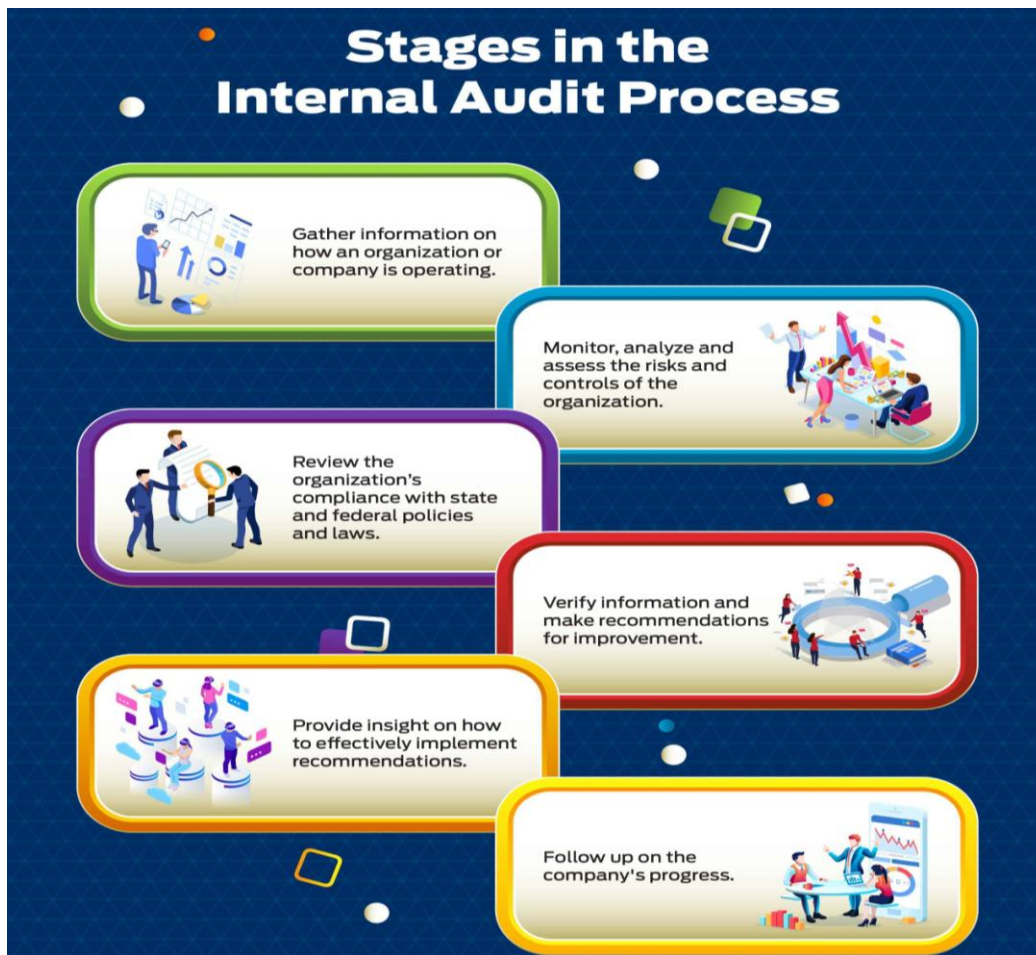 Stages in the
Internal Audit Process
Gather information on
how an organization or
company is operating.
Monitor, analyze and
assess the risks and
controls of the
organization.
Review the
organization’s
compliance with state
and federal policies
and laws.
Verify information and
make recommendations
for improvement.
Provide insight on how
to effectively implement
recommendations.
Follow up on the
company's progress.